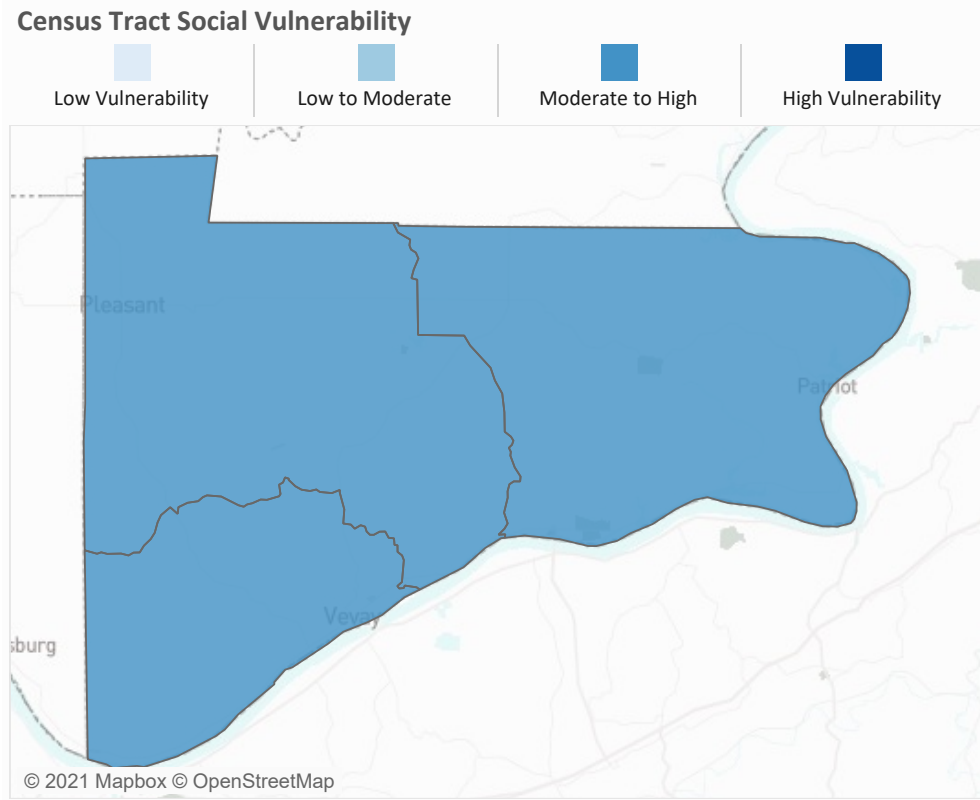 Census Tract Social Vulnerability
Low Vulnerability
Low to Moderate
Moderate to High
High Vulnerability
Pleasant
Patriot
Vevay
sburg
© 2021 Mapbox © OpenStreetMap